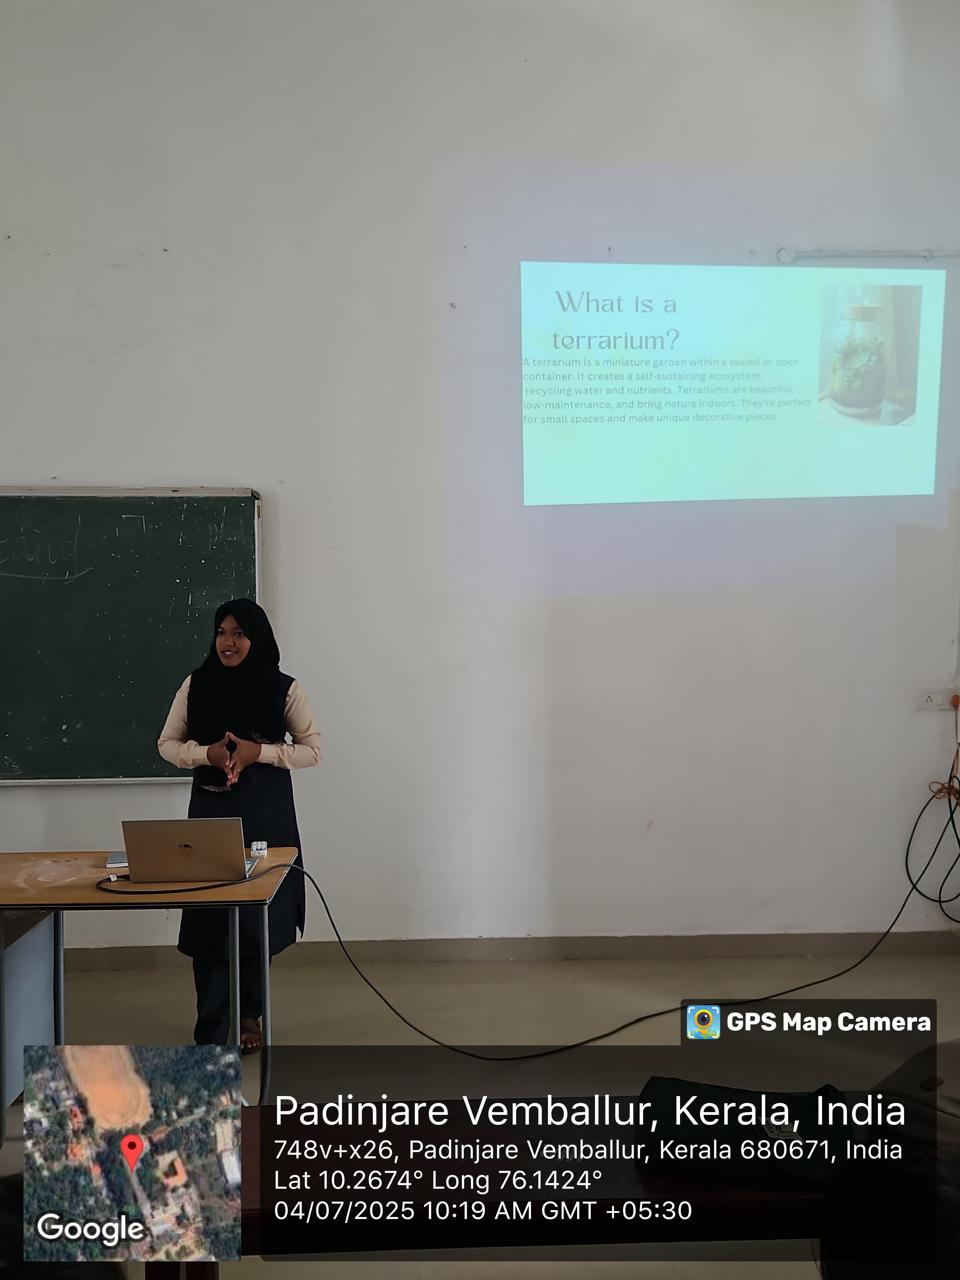 What is a
terrarium?
A terrarium is a miniature garden within a sealed or open
container. It creates a self-sustaining ecosystem,
recycling water and nutrients. Terrariums are beautiful,
low-maintenance, and bring nature indoors. They're perfect
for small spaces and make unique decorative pieces.
GPS Map Camera
Padinjare Vemballur, Kerala, India
748v+x26, Padinjare Vemballur, Kerala 680671, India
Lat 10.2674° Long 76.1424°
04/07/2025 10:19 AM GMT +05:30
Google